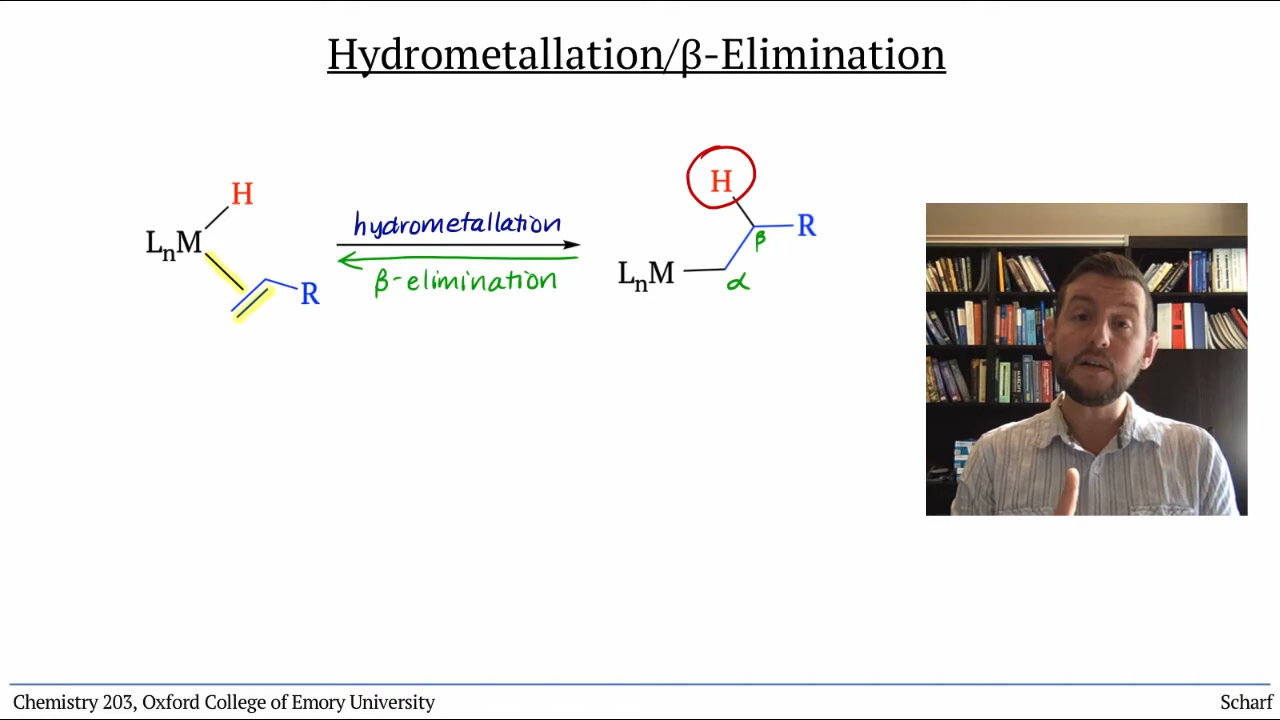 Hydrometallation/β-Elimination
H
LnM
R
hydrometallation
β-elimination
H
R
β
LnM
α
Chemistry 203, Oxford College of Emory University
Scharf